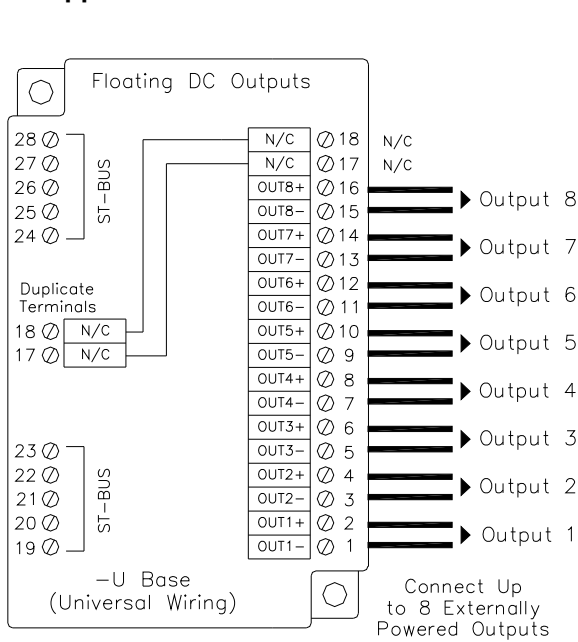 Floating DC Outputs
28
27
26
25
24
ST-BUS
Duplicate
Terminals
18 N/C
17 N/C
23
22
21
20
19
ST-BUS
N/C 18 N/C
N/C 17 N/C
OUT8+ 16
OUT8- 15
Output 8
OUT7+ 14
OUT7- 13
Output 7
OUT6+ 12
OUT6- 11
Output 6
OUT5+ 10
OUT5- 9
Output 5
OUT4+ 8
OUT4- 7
Output 4
OUT3+ 6
OUT3- 5
Output 3
OUT2+ 4
OUT2- 3
Output 2
OUT1+ 2
OUT1- 1
Output 1
-U Base
(Universal Wiring)
Connect Up
to 8 Externally
Powered Outputs